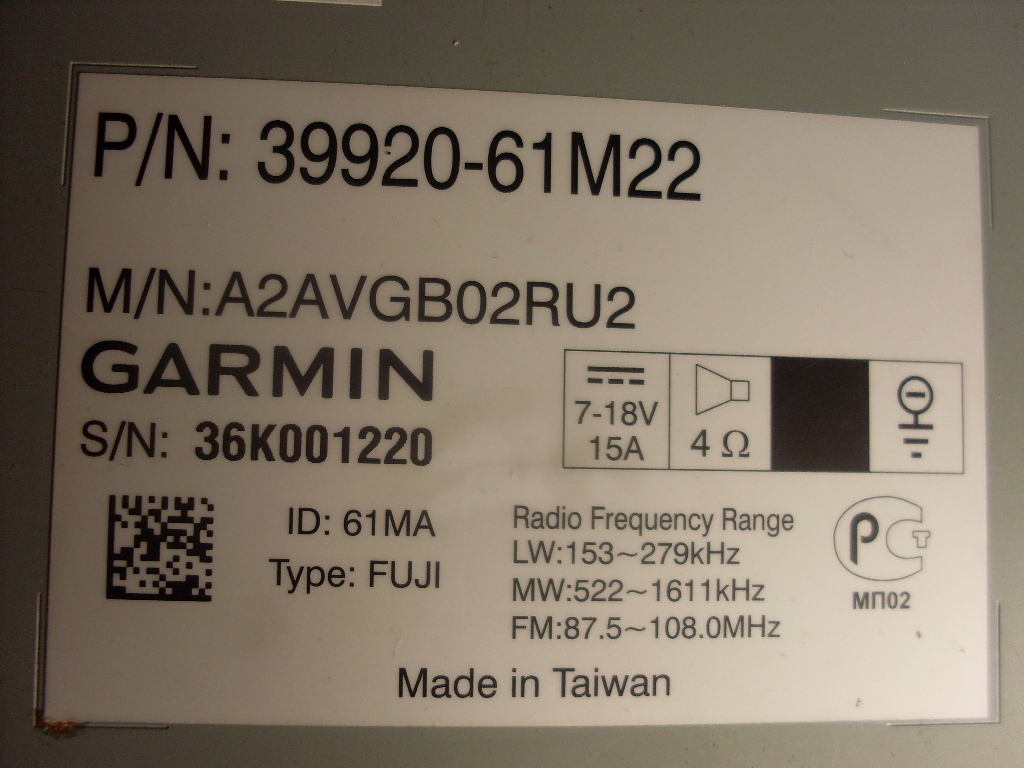 P/N: 39920-61M22
M/N:A2AVGB02RU2
GARMIN
S/N: 36K001220
7-18V
15A
4 Ω
ID: 61MA
Type: FUJI
Radio Frequency Range
LW:153~279kHz
MW:522~1611kHz
FM:87.5~108.0MHz
РСТ
МП02
Made in Taiwan